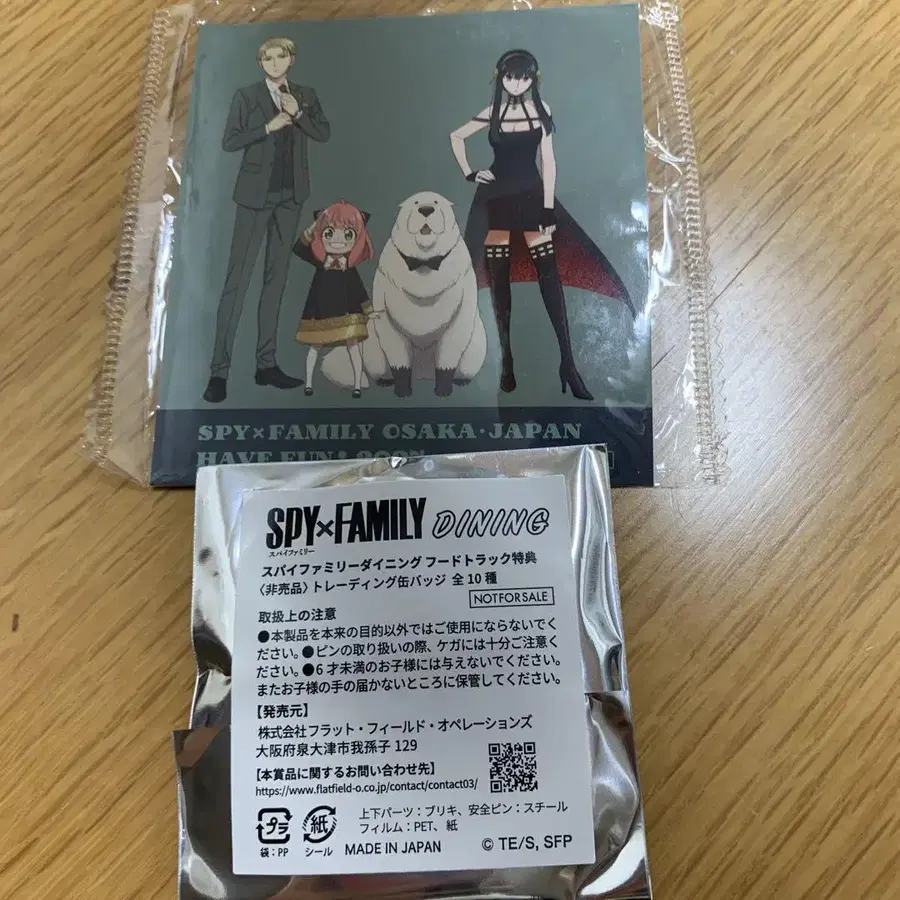 SPY×FAMILY OSAKA·JAPAN
HAVE FUN!
SPY×FAMILY DINING
スパイファミリー
スパイファミリーダイニング フードトラック特典
〈非売品〉トレーディング缶バッジ 全10種
NOT FOR SALE
取扱上の注意
●本製品を本来の目的以外ではご使用にならないでく
ださい。●ピンの取り扱いの際、ケガには十分ご注意く
ださい。●6才未満のお子様には与えないでください。
またお子様の手の届かないところに保管してください。
【発売元】
株式会社フラット・フィールド・オペレーションズ
大阪府泉大津市我孫子 129
【本賞品に関するお問い合わせ先】
https://www.flatfield-o.co.jp/contact/contact03/
プラ
袋:PP
紙
シール
上下パーツ:ブリキ、安全ピン:スチール
フィルム:PET、紙
MADE IN JAPAN
© TE/S, SFP